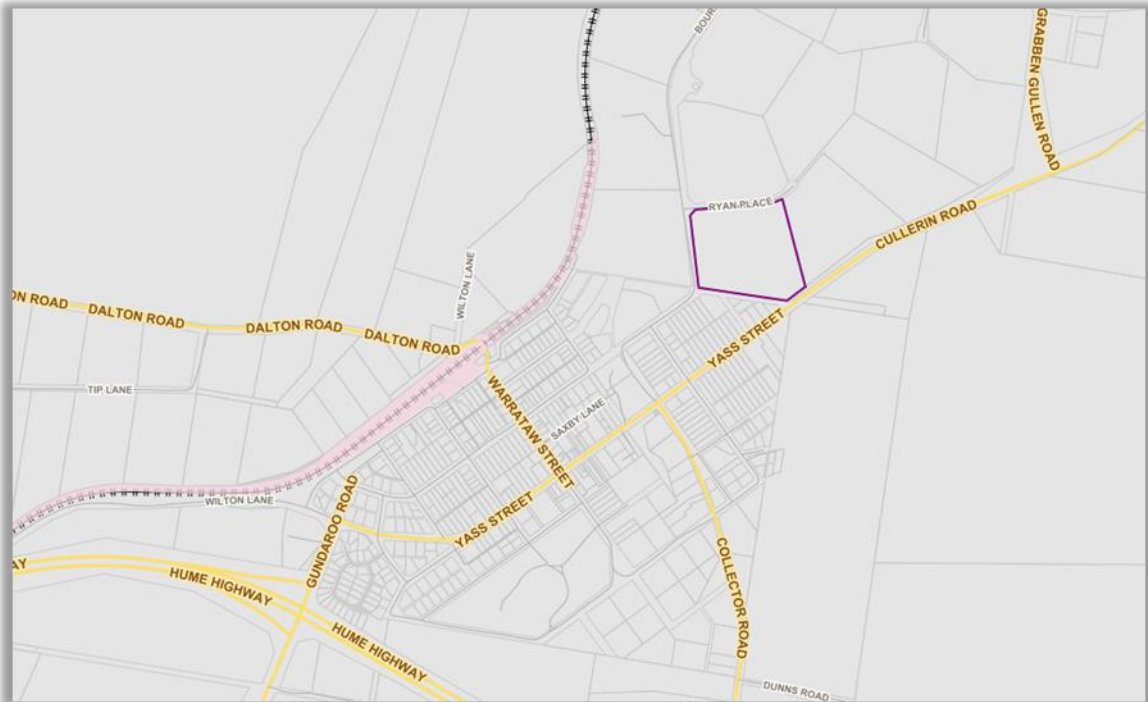 BOUR
GRABBEN GULLEN ROAD
RYAN PLACE
CULLERIN ROAD
WILTON LANE
ON ROAD
DALTON ROAD
DALTON ROAD
DALTON ROAD
YASS STREET
TIP LANE
WARRATAW STREET
SAXBY LANE
WILTON LANE
GUNDAROO ROAD
YASS STREET
COLLECTOR ROAD
AY
HUME HIGHWAY
HUME HIGHWAY
DUNNS ROAD